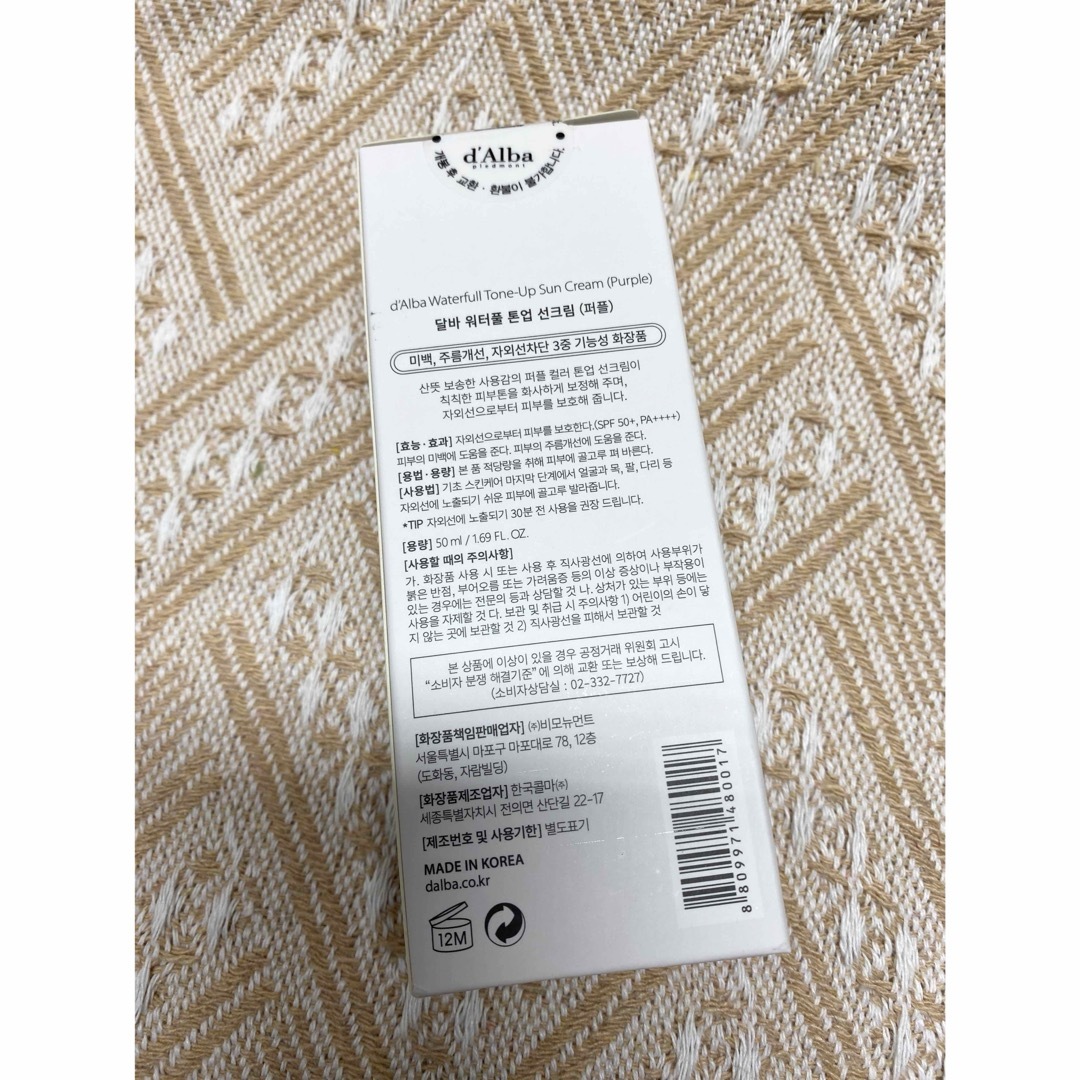 d'Alba
piedmont
개봉 후 교환·환불이 불가합니다.
d'Alba Waterfull Tone-Up Sun Cream (Purple)
달바 워터풀 톤업 선크림 (퍼플)
미백, 주름개선, 자외선차단 3중 기능성 화장품
산뜻 보송한 사용감의 퍼플 컬러 톤업 선크림이
칙칙한 피부톤을 화사하게 보정해 주며,
자외선으로부터 피부를 보호해 줍니다.
[효능·효과] 자외선으로부터 피부를 보호한다.(SPF 50+, PA++++)
피부의 미백에 도움을 준다. 피부의 주름개선에 도움을 준다.
[용법·용량] 본 품 적당량을 취해 피부에 골고루 펴 바른다.
[사용법] 기초 스킨케어 마지막 단계에서 얼굴과 목, 팔, 다리 등
자외선에 노출되기 쉬운 피부에 골고루 발라줍니다.
*TIP 자외선에 노출되기 30분 전 사용을 권장 드립니다.
[용량] 50 ml / 1.69 FL. OZ.
[사용할 때의 주의사항]
가. 화장품 사용 시 또는 사용 후 직사광선에 의하여 사용부위가
붉은 반점, 부어오름 또는 가려움증 등의 이상 증상이나 부작용이
있는 경우에는 전문의 등과 상담할 것 나. 상처가 있는 부위 등에는
사용을 자제할 것 다. 보관 및 취급 시 주의사항 1) 어린이의 손이 닿
지 않는 곳에 보관할 것 2) 직사광선을 피해서 보관할 것
본 상품에 이상이 있을 경우 공정거래 위원회 고시
“소비자 분쟁 해결기준”에 의해 교환 또는 보상해 드립니다.
(소비자상담실 : 02-332-7727)
[화장품책임판매업자] ㈜비모뉴먼트
서울특별시 마포구 마포대로 78, 12층
(도화동, 자람빌딩)
[화장품제조업자] 한국콜마㈜
세종특별자치시 전의면 산단길 22-17
[제조번호 및 사용기한] 별도표기
MADE IN KOREA
dalba.co.kr
12M
8 809971 480017